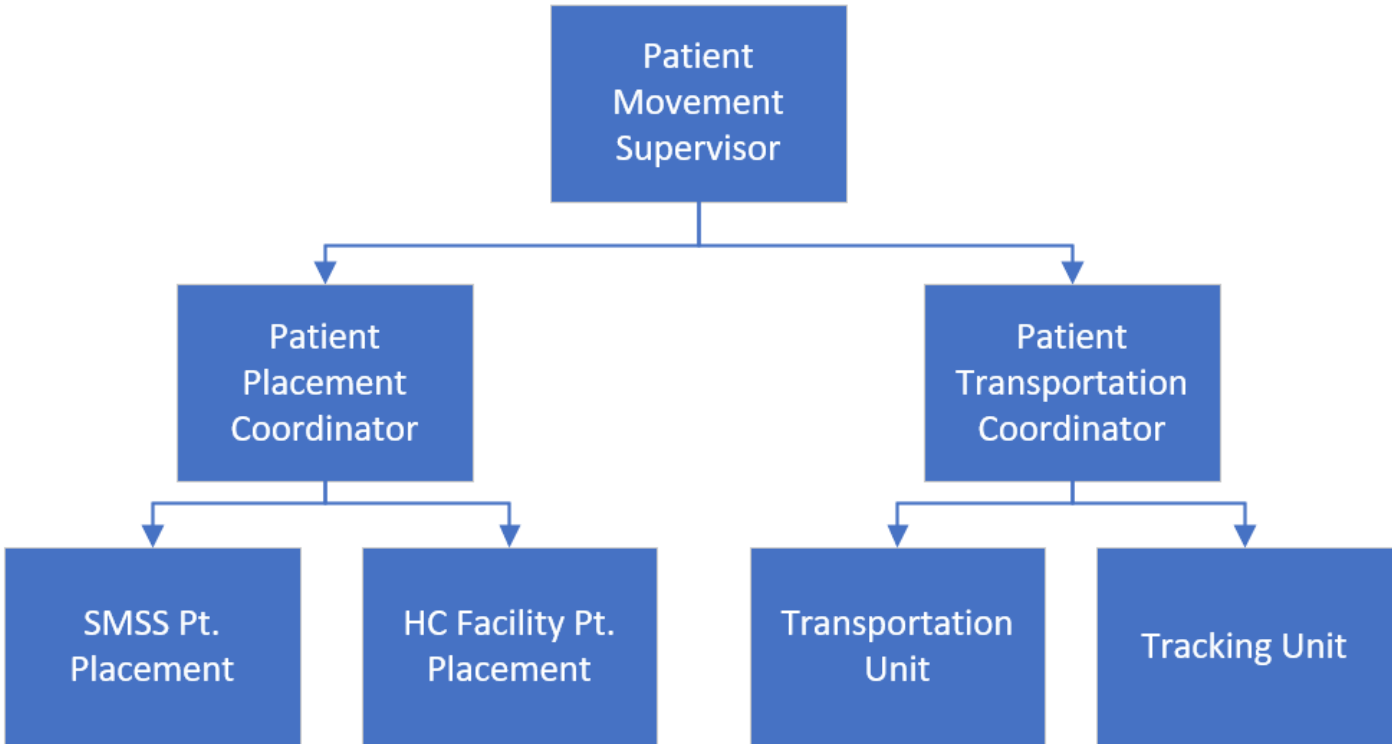 Patient
Movement
Supervisor
Patient
Placement
Coordinator
Patient
Transportation
Coordinator
SMSS Pt.
Placement
HC Facility Pt.
Placement
Transportation
Unit
Tracking Unit